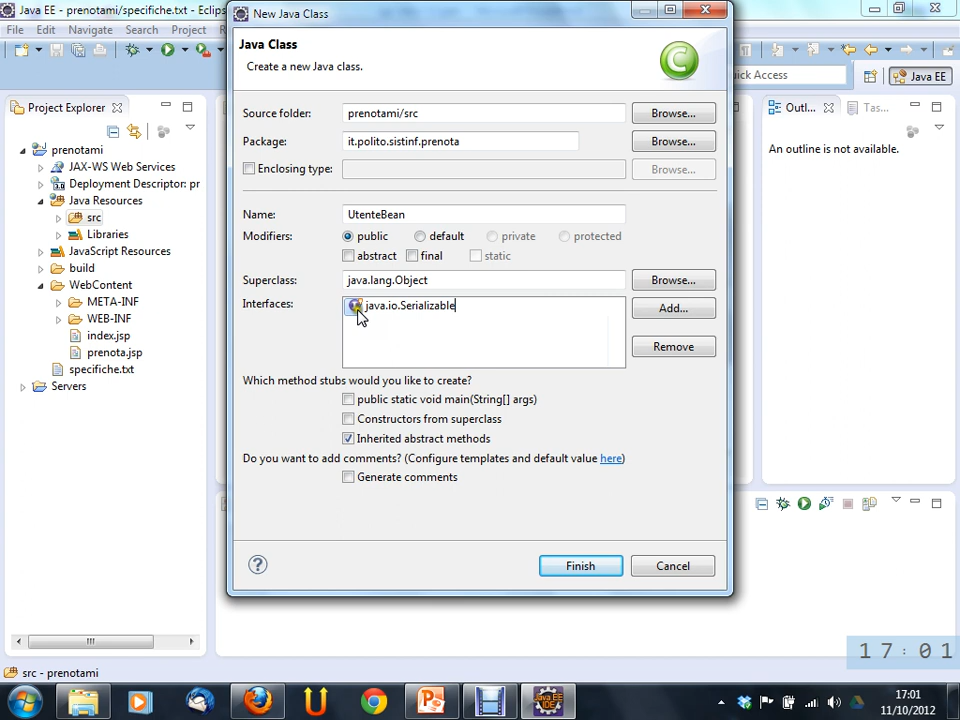 Java EE - prenotami/specifiche.txt - Eclips
New Java Class
File Edit Navigate Search Project
Java Class
Create a new Java class.
uick Access
Java EE
Project Explorer
Outl...
Tas...
An outline is not available.
prenotami
JAX-WS Web Services
Deployment Descriptor: pr
Java Resources
src
Libraries
JavaScript Resources
build
WebContent
META-INF
WEB-INF
index.jsp
prenota.jsp
specifiche.txt
Servers
Source folder: prenotami/src Browse...
Package: it.polito.sistinf.prenota Browse...
Enclosing type: Browse...
Name: UtenteBean
Modifiers: public default private protected
abstract final static
Superclass: java.lang.Object Browse...
Interfaces: java.io.Serializable Add...
Remove
Which method stubs would you like to create?
public static void main(String[] args)
Constructors from superclass
Inherited abstract methods
Do you want to add comments? (Configure templates and default value here)
Generate comments
Finish Cancel
17:01
src - prenotami
17:01
11/10/2012